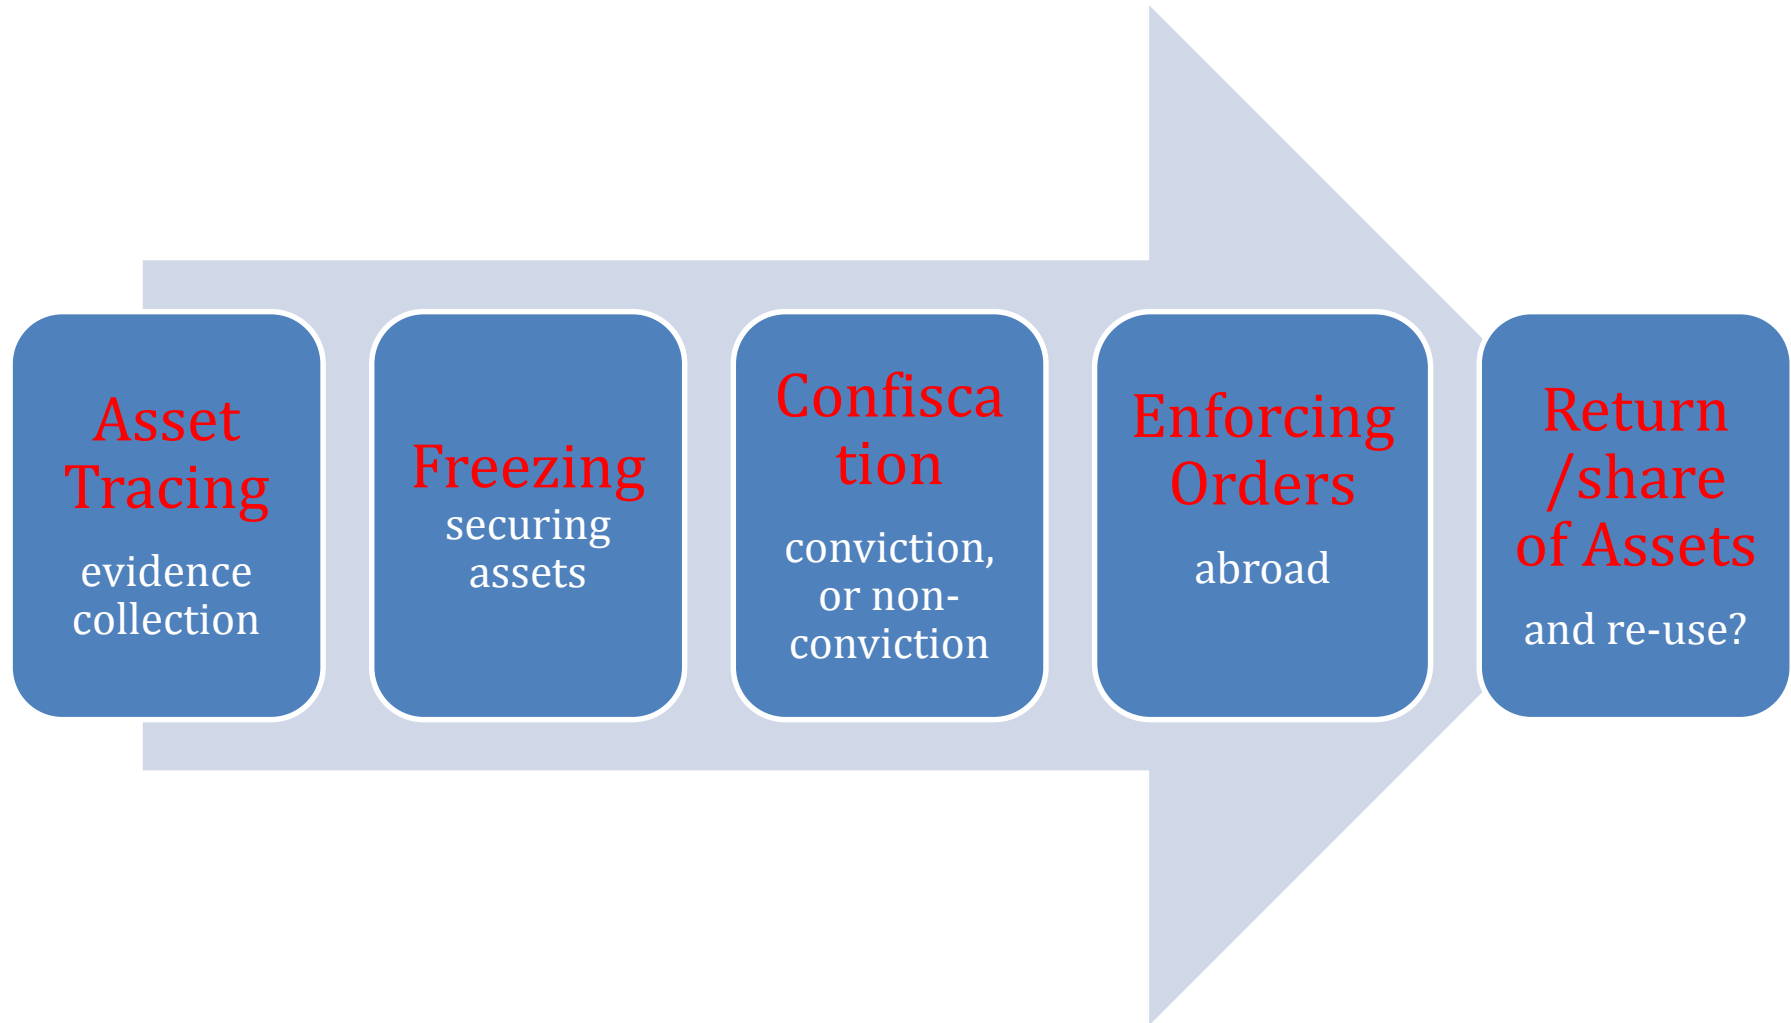 Asset
Tracing
evidence
collection
Freezing
securing
assets
Confisca
tion
conviction,
or non-
conviction
Enforcing
Orders
abroad
Return
/share
of Assets
and re-use?